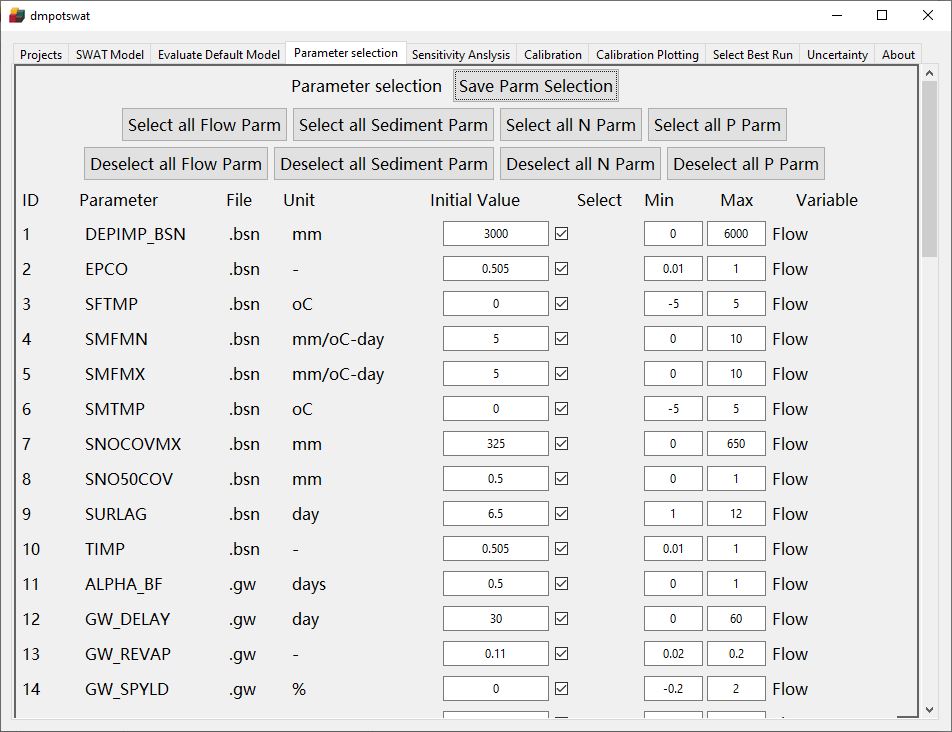 dmpotswat
Projects SWAT Model Evaluate Default Model Parameter selection Sensitivity Analysis Calibration Calibration Plotting Select Best Run Uncertainty About
Parameter selection Save Parm Selection
Select all Flow Parm Select all Sediment Parm Select all N Parm Select all P Parm
Deselect all Flow Parm Deselect all Sediment Parm Deselect all N Parm Deselect all P Parm
ID Parameter File Unit Initial Value Select Min Max Variable
1 DEPIMP_BSN .bsn mm 3000 0 6000 Flow
2 EPCO .bsn - 0.505 0.01 1 Flow
3 SFTMP .bsn oC 0 -5 5 Flow
4 SMFMN .bsn mm/oC-day 5 0 10 Flow
5 SMFMX .bsn mm/oC-day 5 0 10 Flow
6 SMTMP .bsn oC 0 -5 5 Flow
7 SNOCOVMX .bsn mm 325 0 650 Flow
8 SNO50COV .bsn mm 0.5 0 1 Flow
9 SURLAG .bsn day 6.5 1 12 Flow
10 TIMP .bsn - 0.505 0.01 1 Flow
11 ALPHA_BF .gw days 0.5 0 1 Flow
12 GW_DELAY .gw day 30 0 60 Flow
13 GW_REVAP .gw - 0.11 0.02 0.2 Flow
14 GW_SPYLD .gw % 0 -0.2 2 Flow